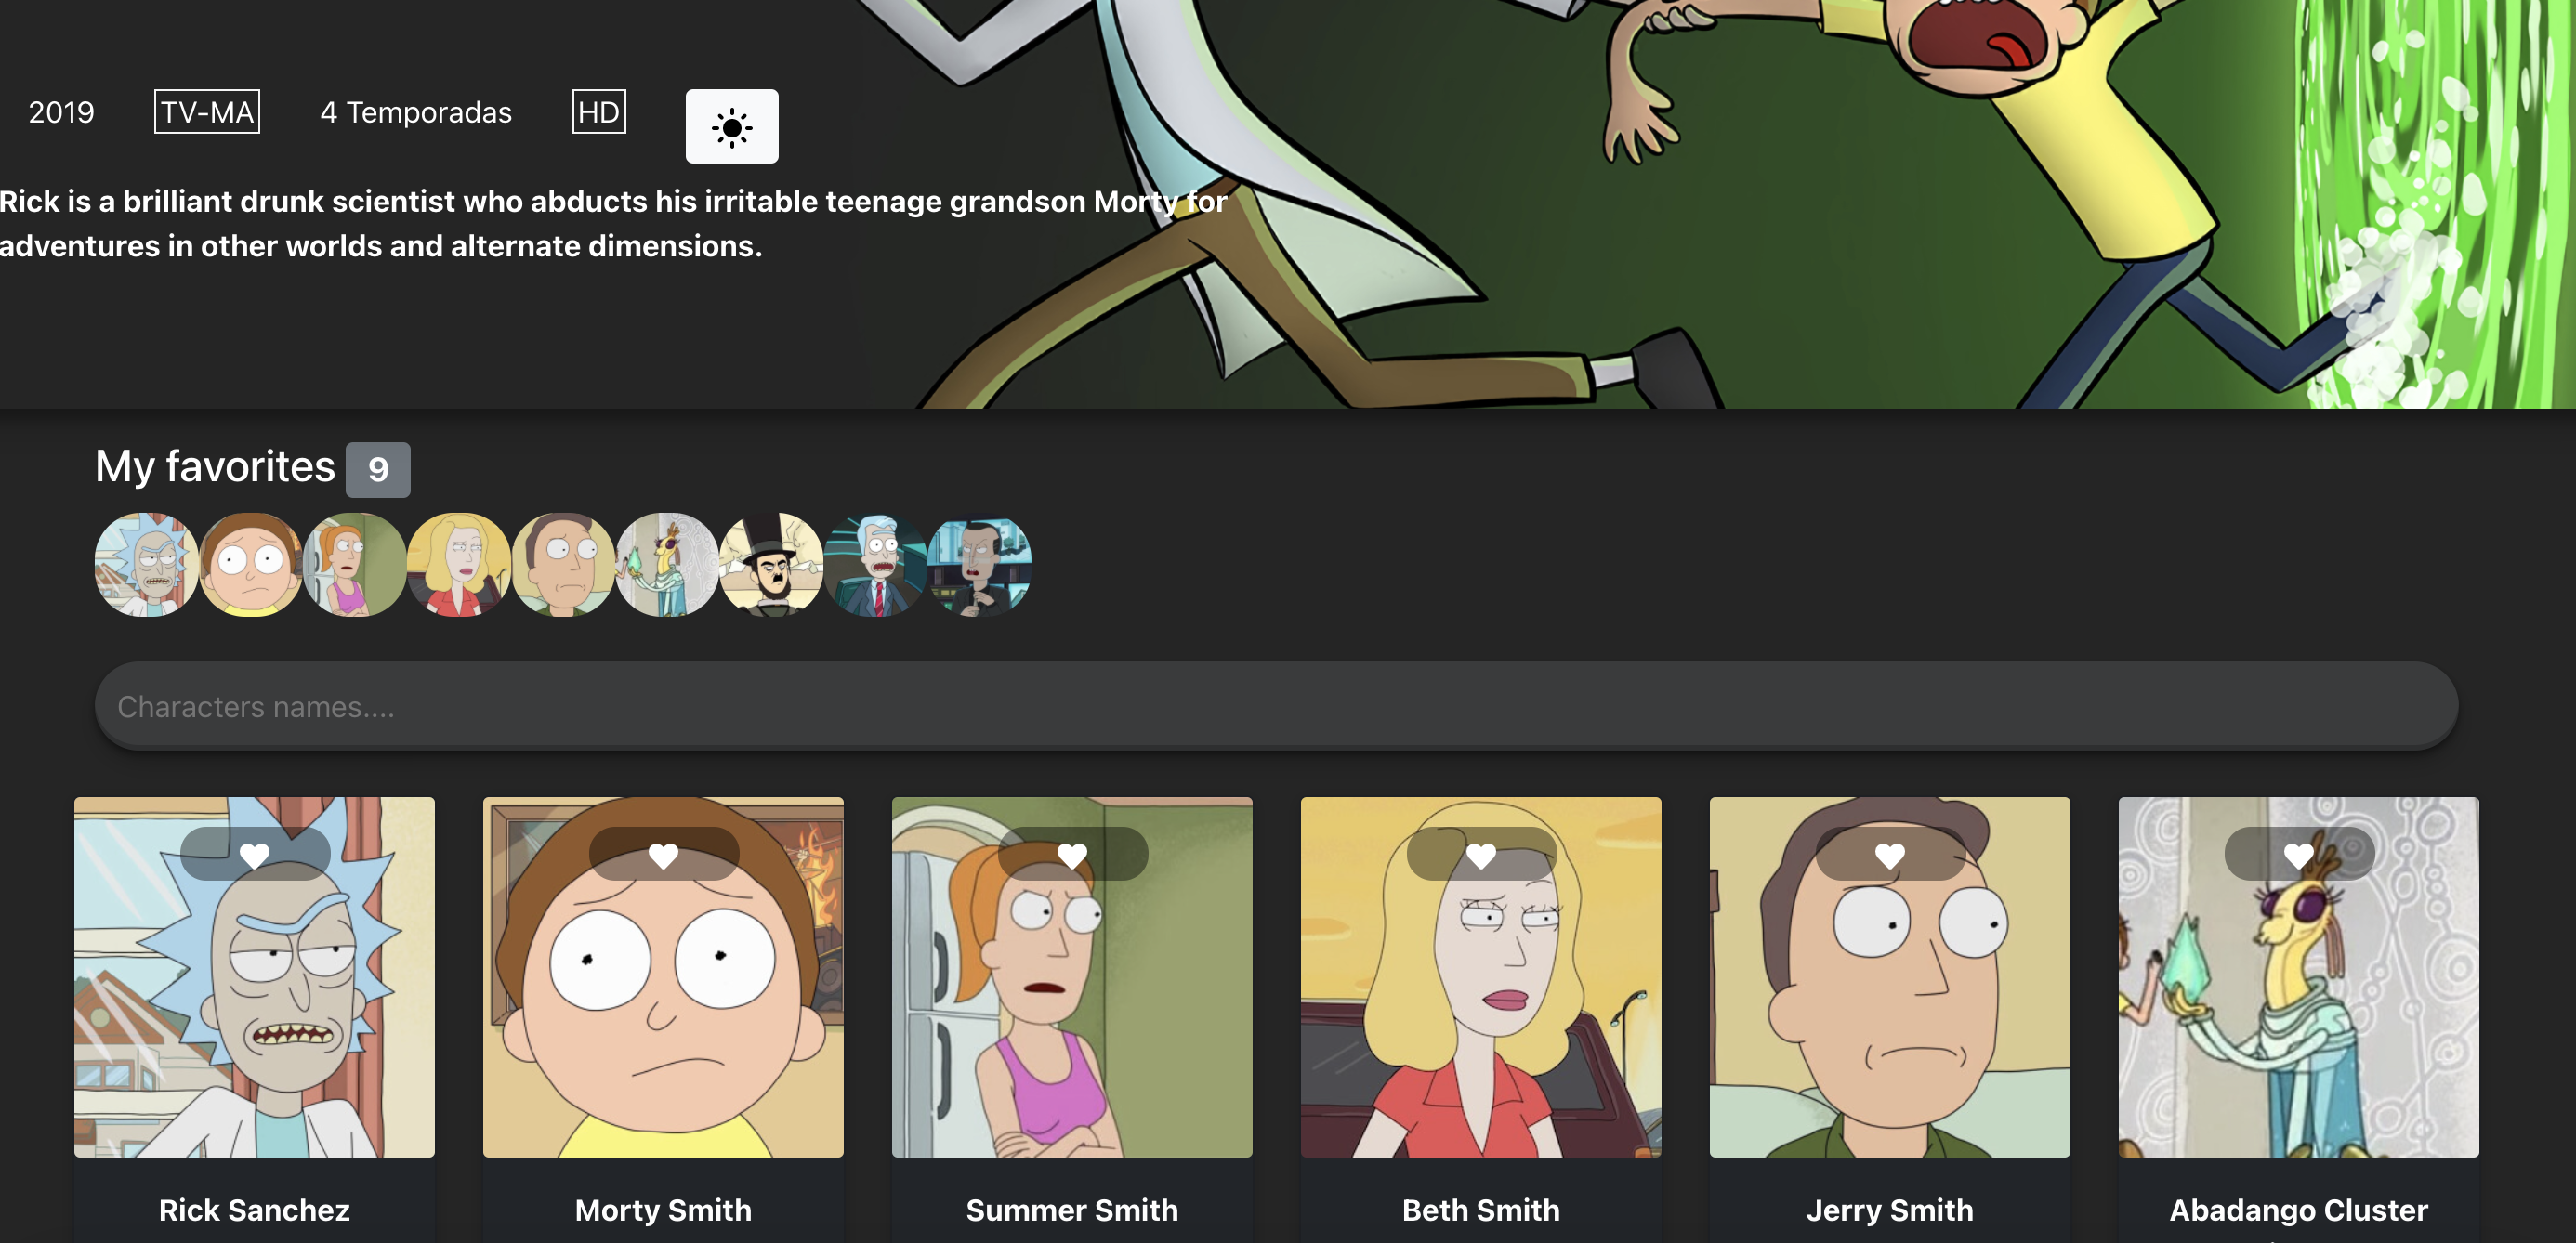 2019 TV-MA 4 Temporadas HD
Rick is a brilliant drunk scientist who abducts his irritable teenage grandson Morty for
adventures in other worlds and alternate dimensions.
My favorites 9
Characters names....
Rick Sanchez
Morty Smith
Summer Smith
Beth Smith
Jerry Smith
Abadango Cluster